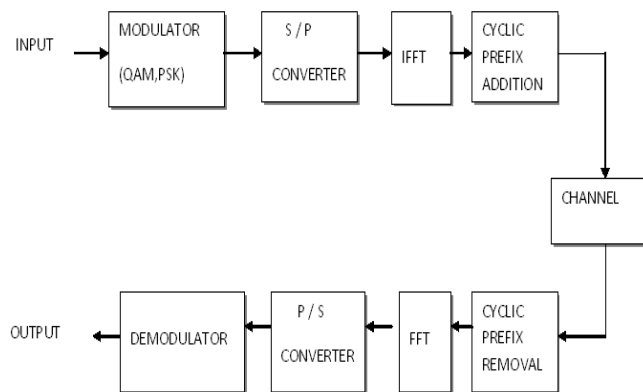 INPUT
MODULATOR
(QAM,PSK)
S / P
CONVERTER
IFFT
CYCLIC
PREFIX
ADDITION
CHANNEL
OUTPUT
DEMODULATOR
P / S
CONVERTER
FFT
CYCLIC
PREFIX
REMOVAL